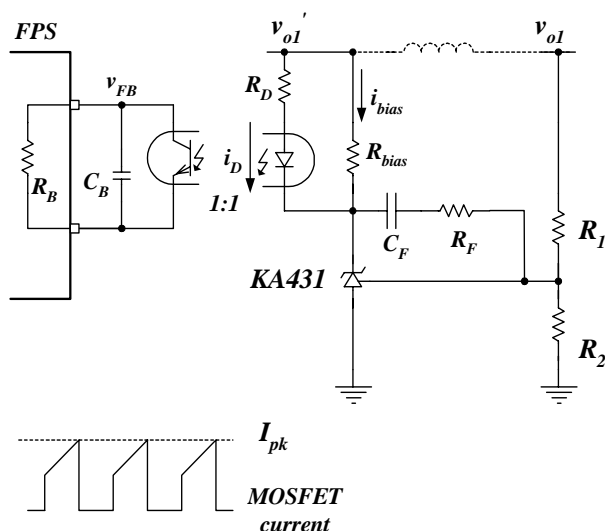 FPS
v_o1'
v_o1
v_FB
R_D
i_bias
R_B
C_B
i_D
R_bias
1:1
C_F
R_F
R_1
KA431
R_2
I_pk
MOSFET
current